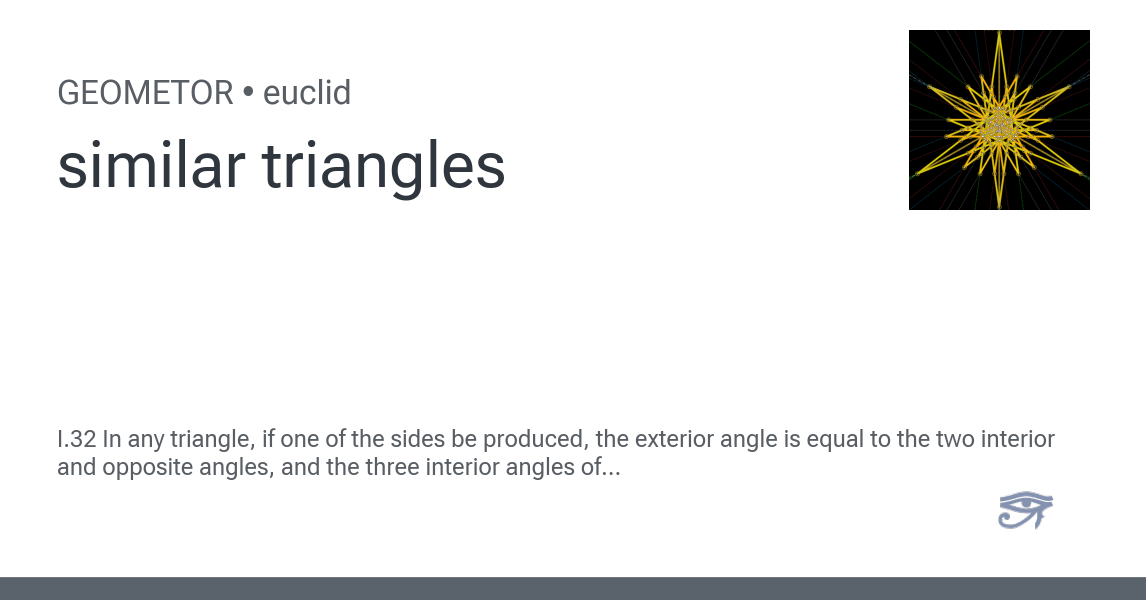 GEOMETOR • euclid
similar triangles
I.32 In any triangle, if one of the sides be produced, the exterior angle is equal to the two interior
and opposite angles, and the three interior angles of...